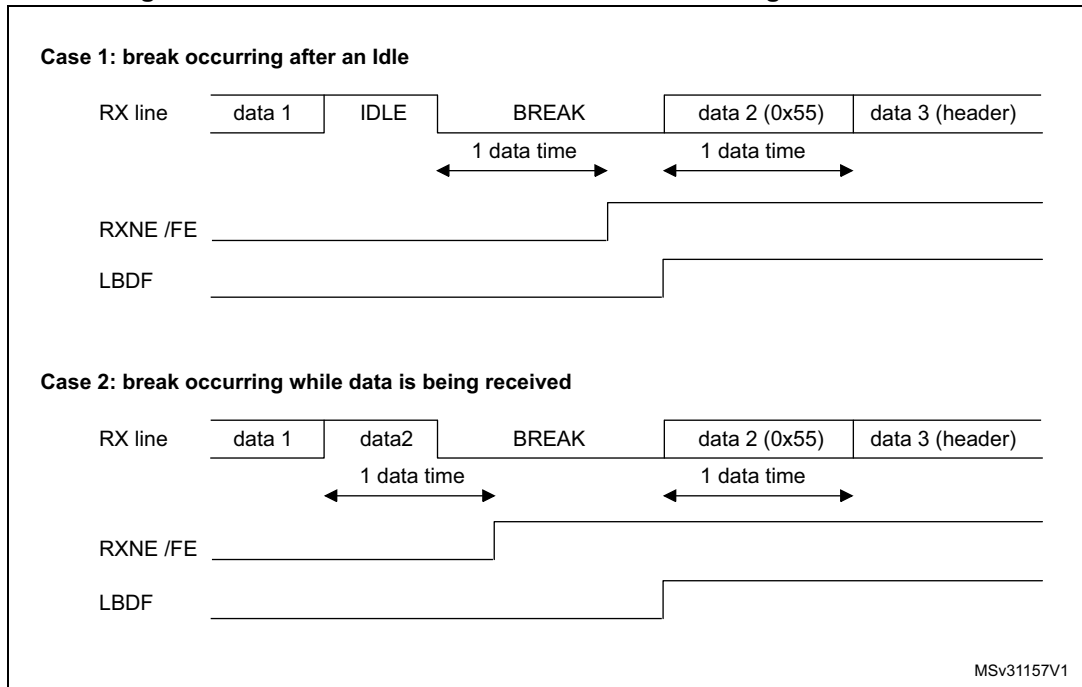 Case 1: break occurring after an Idle
RX line data 1 IDLE BREAK data 2 (0x55) data 3 (header)
1 data time 1 data time
RXNE /FE
LBDF
Case 2: break occurring while data is being received
RX line data 1 data2 BREAK data 2 (0x55) data 3 (header)
1 data time 1 data time
RXNE /FE
LBDF
MSv31157V1